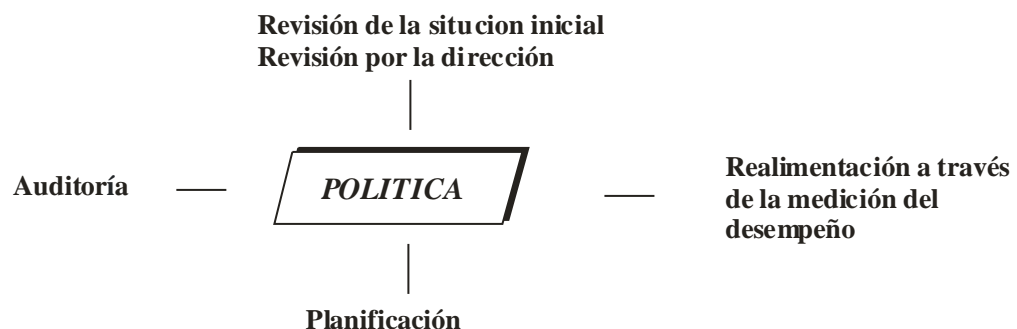 Revisión de la situcion inicial
Revisión por la dirección
Auditoría
POLITICA
Realimentación a través
de la medición del
desempeño
Planificación